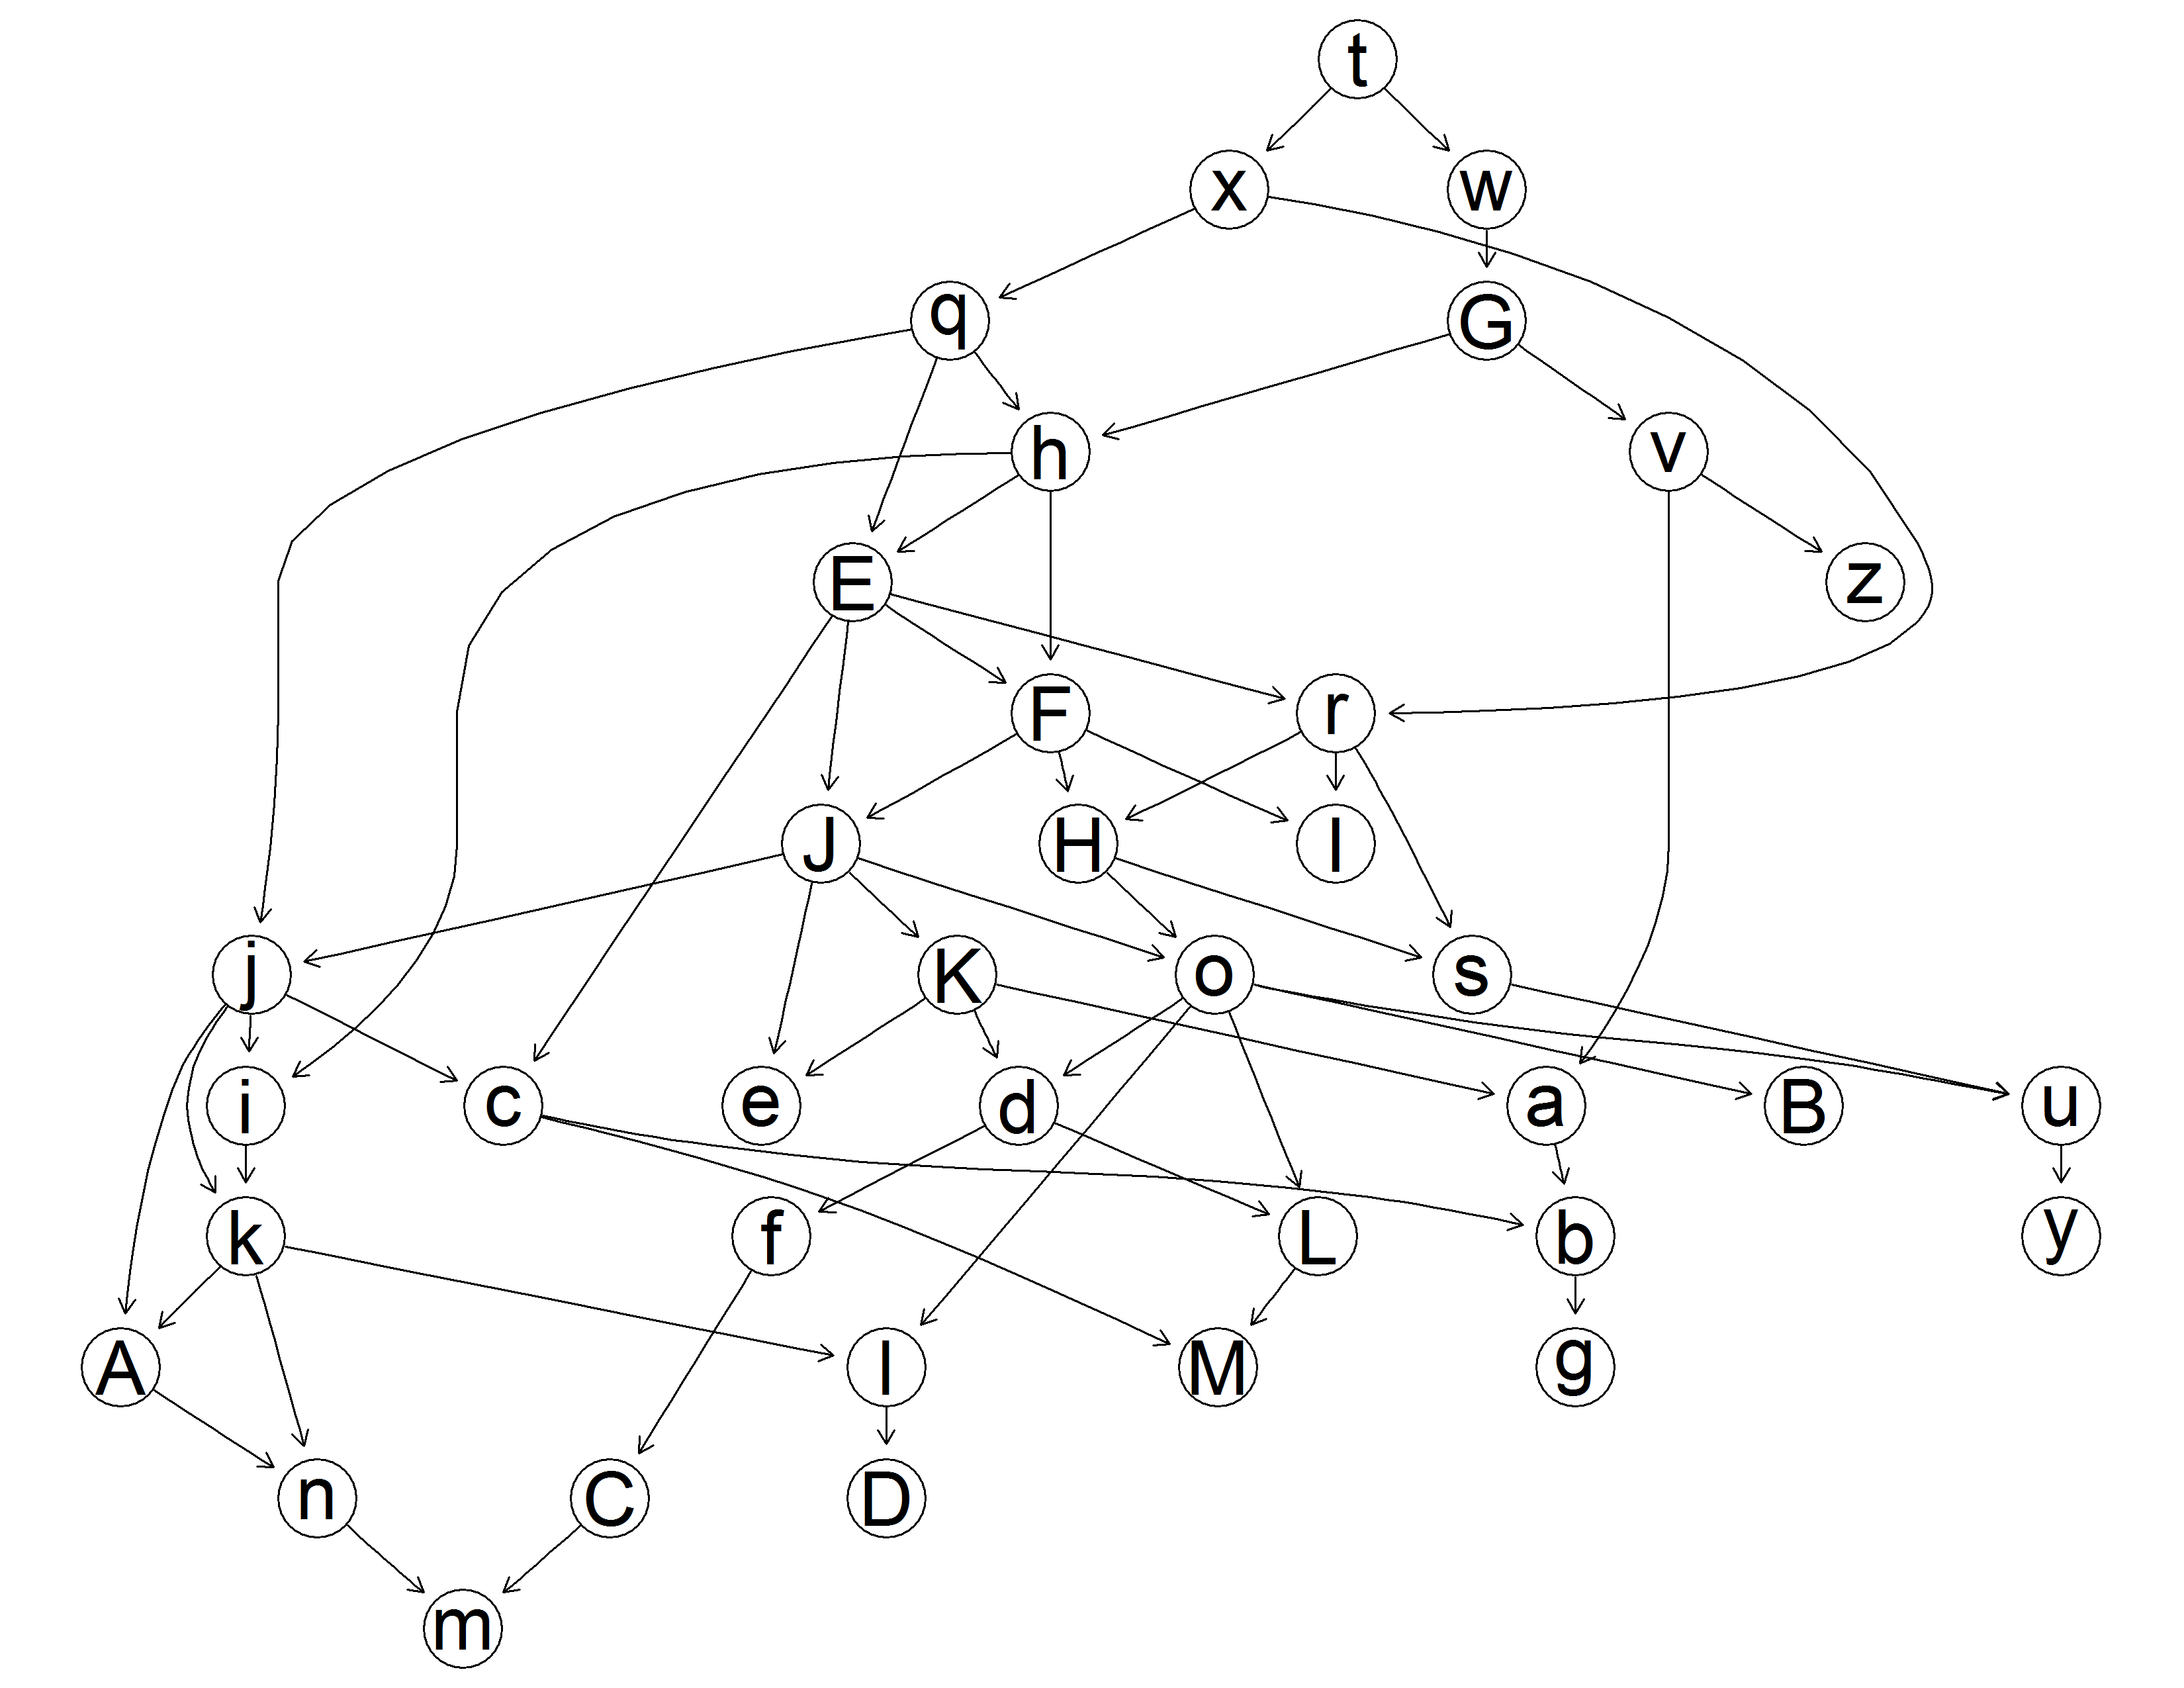 t
x w
q G
h v
E z
F r
J H I
j K o s
i c e d a B u
k f L b y
A l M g
n C D
m